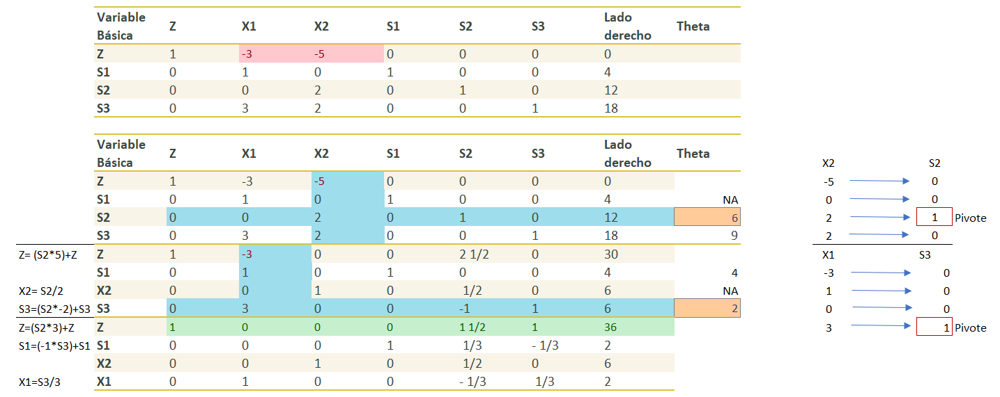 Variable Básica Z X1 X2 S1 S2 S3 Lado derecho Theta
Z 1 -3 -5 0 0 0 0
S1 0 1 0 1 0 0 4
S2 0 0 2 0 1 0 12
S3 0 3 2 0 0 1 18
Variable Básica Z X1 X2 S1 S2 S3 Lado derecho Theta
Z 1 -3 -5 0 0 0 0
S1 0 1 0 1 0 0 4 NA
S2 0 0 2 0 1 0 12 6
S3 0 3 2 0 0 1 18 9
Z= (S2*5)+Z Z 1 -3 0 0 2 1/2 0 30
S1 0 1 0 1 0 0 4 4
X2= S2/2 X2 0 0 1 0 1/2 0 6 NA
S3=(S2*-2)+S3 S3 0 3 0 0 -1 1 6 2
Z=(S2*3)+Z Z 1 0 0 0 1 1/2 1 36
S1=(-1*S3)+S1 S1 0 0 0 1 1/3 - 1/3 2
X2 0 0 1 0 1/2 0 6
X1=S3/3 X1 0 1 0 0 - 1/3 1/3 2
X2 S2
-5 0
0 0
2 1 Pivote
2 0
X1 S3
-3 0
1 0
0 0
3 1 Pivote